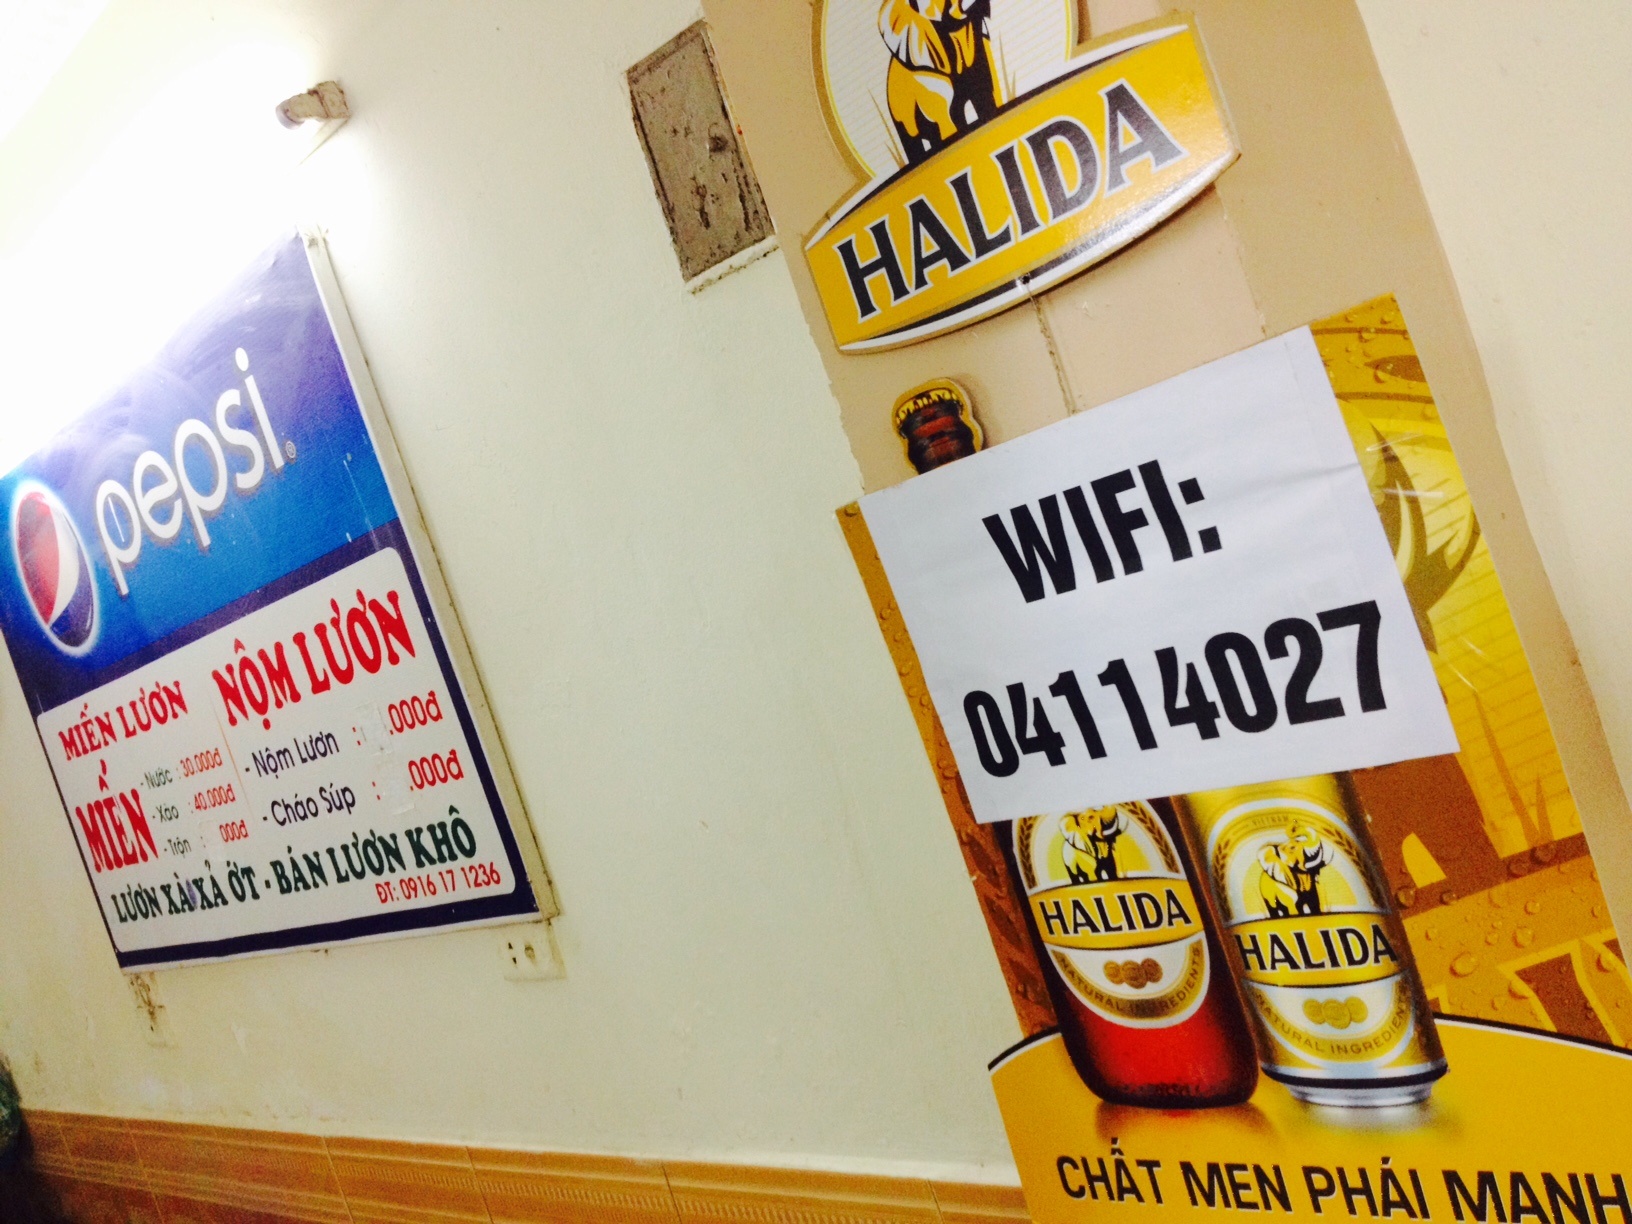 pepsi
MIẾN LƯƠN
MIẾN
- Nước : 30.000đ
- Xào : 40.000đ
- Trộn : 000đ
NỘM LƯƠN
- Nộm Lươn : .000đ
- Cháo Súp : .000đ
LƯƠN XÀ XẢ ỚT - BÁN LƯƠN KHÔ
ĐT: 0916 17 1236
HALIDA
WIFI:
04114027
HALIDA
NATURAL INGREDIENTS
VIETNAM
HALIDA
NATURAL INGREDIENTS
CHẤT MEN PHÁI MẠNH